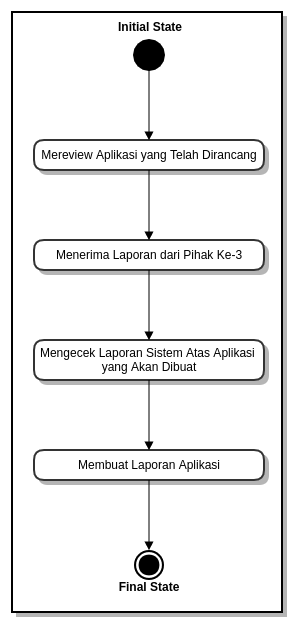 Initial State
Mereview Aplikasi yang Telah Dirancang
Menerima Laporan dari Pihak Ke-3
Mengecek Laporan Sistem Atas Aplikasi
yang Akan Dibuat
Membuat Laporan Aplikasi
Final State